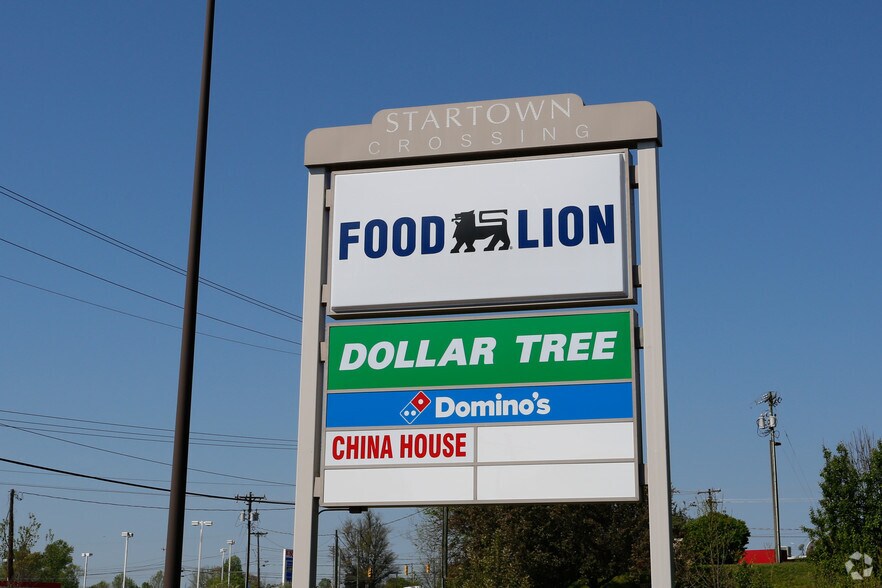 STARTOWN
CROSSING
FOOD LION
DOLLAR TREE
Domino's
CHINA HOUSE